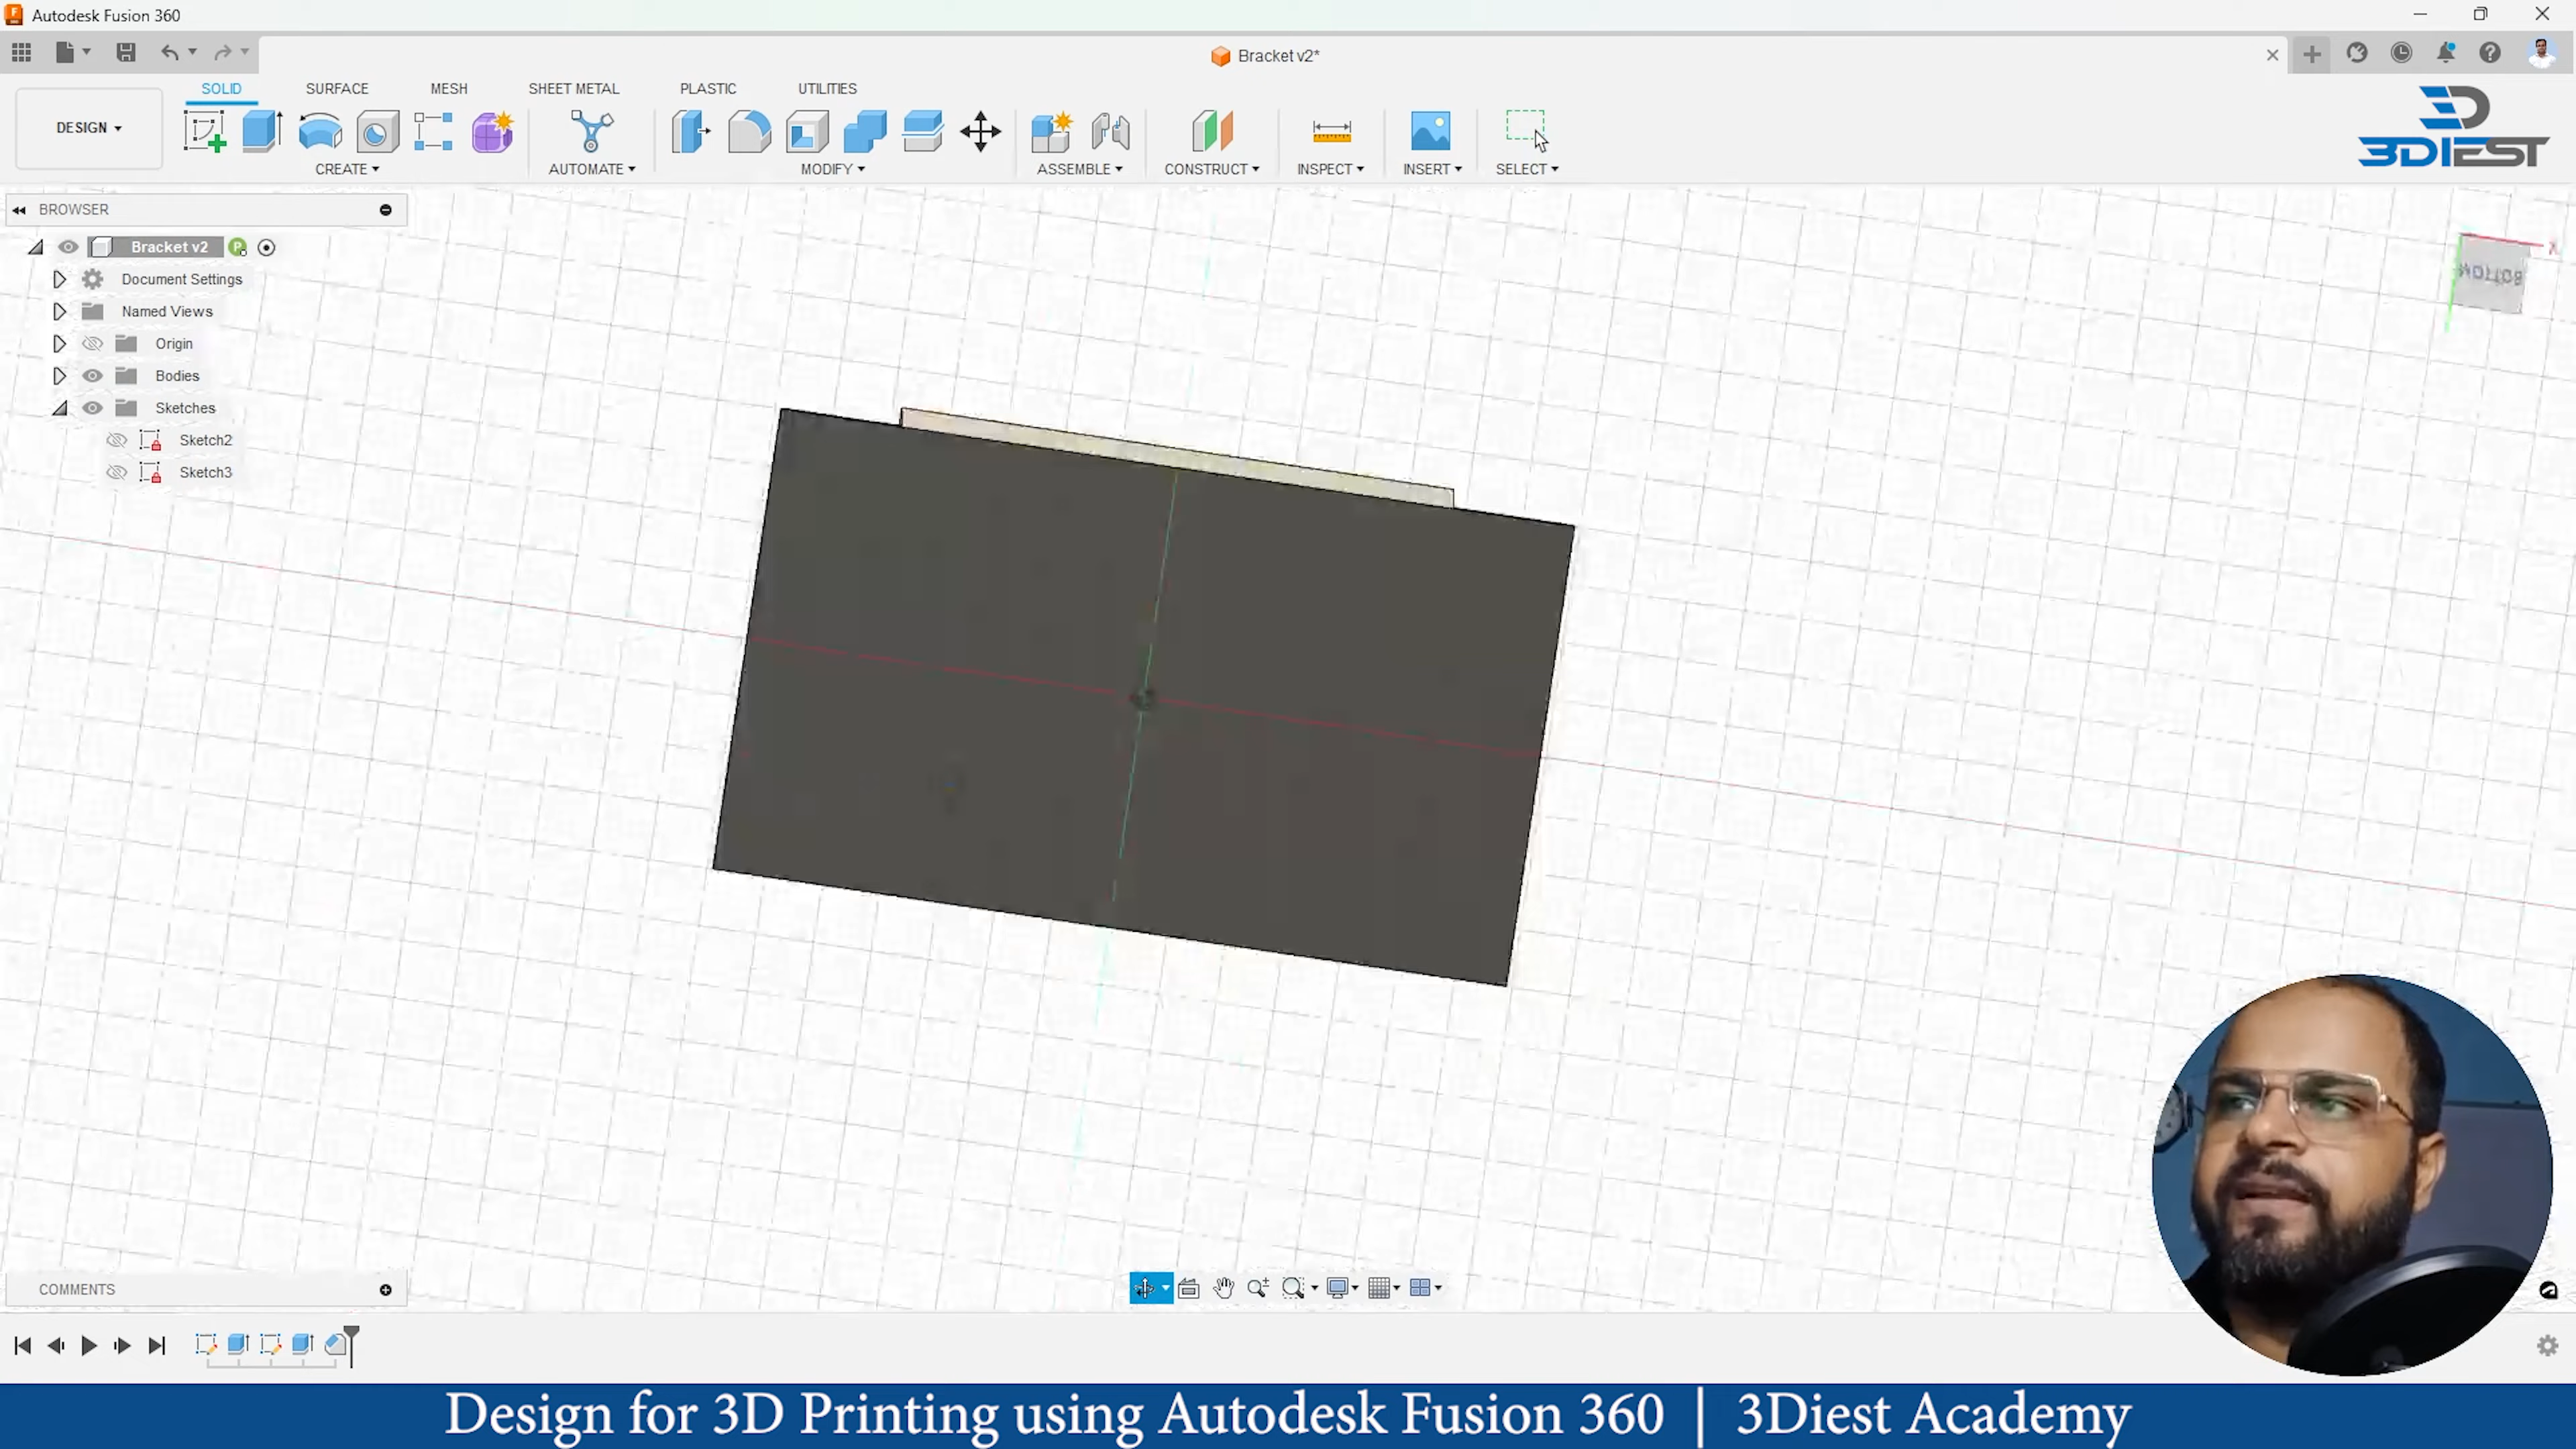 Autodesk Fusion 360
Bracket v2*
SOLID SURFACE MESH SHEET METAL PLASTIC UTILITIES
DESIGN
CREATE AUTOMATE MODIFY ASSEMBLE CONSTRUCT INSPECT INSERT SELECT
3DIEST
BROWSER
Bracket v2
Document Settings
Named Views
Origin
Bodies
Sketches
Sketch2
Sketch3
X
BOTTOM
COMMENTS
Design for 3D Printing using Autodesk Fusion 360 | 3Diest Academy